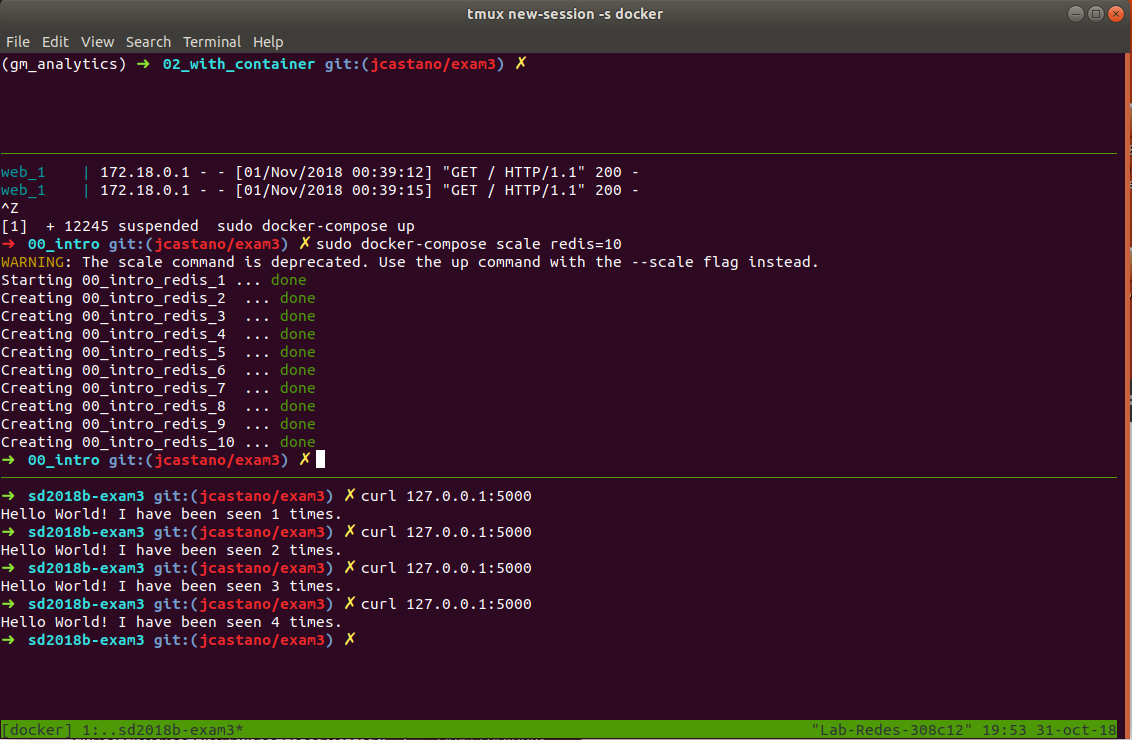 tmux new-session -s docker
File Edit View Search Terminal Help
(gm_analytics) ➜ 02_with_container git:(jcastano/exam3) ✗
web_1    | 172.18.0.1 - - [01/Nov/2018 00:39:12] "GET / HTTP/1.1" 200 -
web_1    | 172.18.0.1 - - [01/Nov/2018 00:39:15] "GET / HTTP/1.1" 200 -
^Z
[1]  + 12245 suspended  sudo docker-compose up
➜ 00_intro git:(jcastano/exam3) ✗ sudo docker-compose scale redis=10
WARNING: The scale command is deprecated. Use the up command with the --scale flag instead.
Starting 00_intro_redis_1 ... done
Creating 00_intro_redis_2  ... done
Creating 00_intro_redis_3  ... done
Creating 00_intro_redis_4  ... done
Creating 00_intro_redis_5  ... done
Creating 00_intro_redis_6  ... done
Creating 00_intro_redis_7  ... done
Creating 00_intro_redis_8  ... done
Creating 00_intro_redis_9  ... done
Creating 00_intro_redis_10 ... done
➜ 00_intro git:(jcastano/exam3) ✗
➜ sd2018b-exam3 git:(jcastano/exam3) ✗ curl 127.0.0.1:5000
Hello World! I have been seen 1 times.
➜ sd2018b-exam3 git:(jcastano/exam3) ✗ curl 127.0.0.1:5000
Hello World! I have been seen 2 times.
➜ sd2018b-exam3 git:(jcastano/exam3) ✗ curl 127.0.0.1:5000
Hello World! I have been seen 3 times.
➜ sd2018b-exam3 git:(jcastano/exam3) ✗ curl 127.0.0.1:5000
Hello World! I have been seen 4 times.
➜ sd2018b-exam3 git:(jcastano/exam3) ✗
[docker] 1:..sd2018b-exam3* "Lab-Redes-308c12" 19:53 31-oct-18